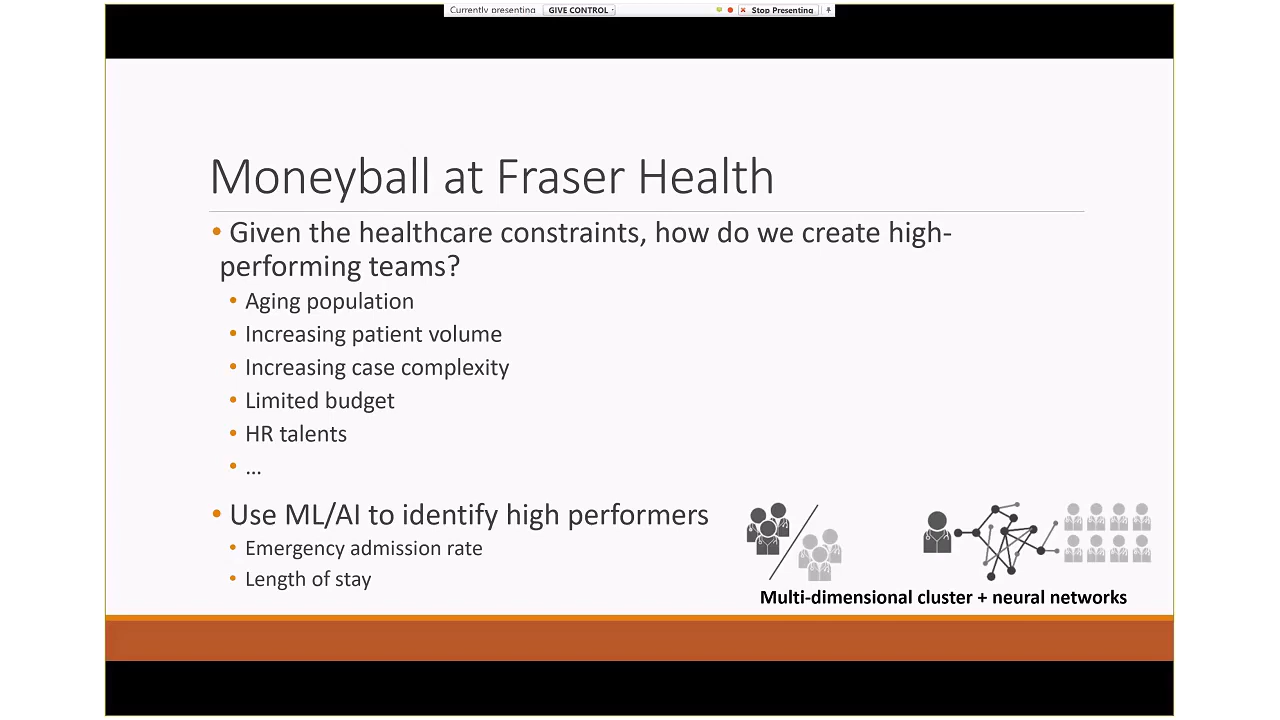 Currently presenting GIVE CONTROL Stop Presenting
Moneyball at Fraser Health
• Given the healthcare constraints, how do we create high-
performing teams?
• Aging population
• Increasing patient volume
• Increasing case complexity
• Limited budget
• HR talents
• ...
• Use ML/AI to identify high performers
• Emergency admission rate
• Length of stay
Multi-dimensional cluster + neural networks